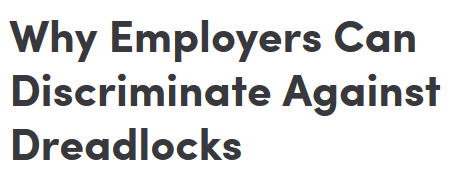 Why Employers Can
Discriminate Against
Dreadlocks